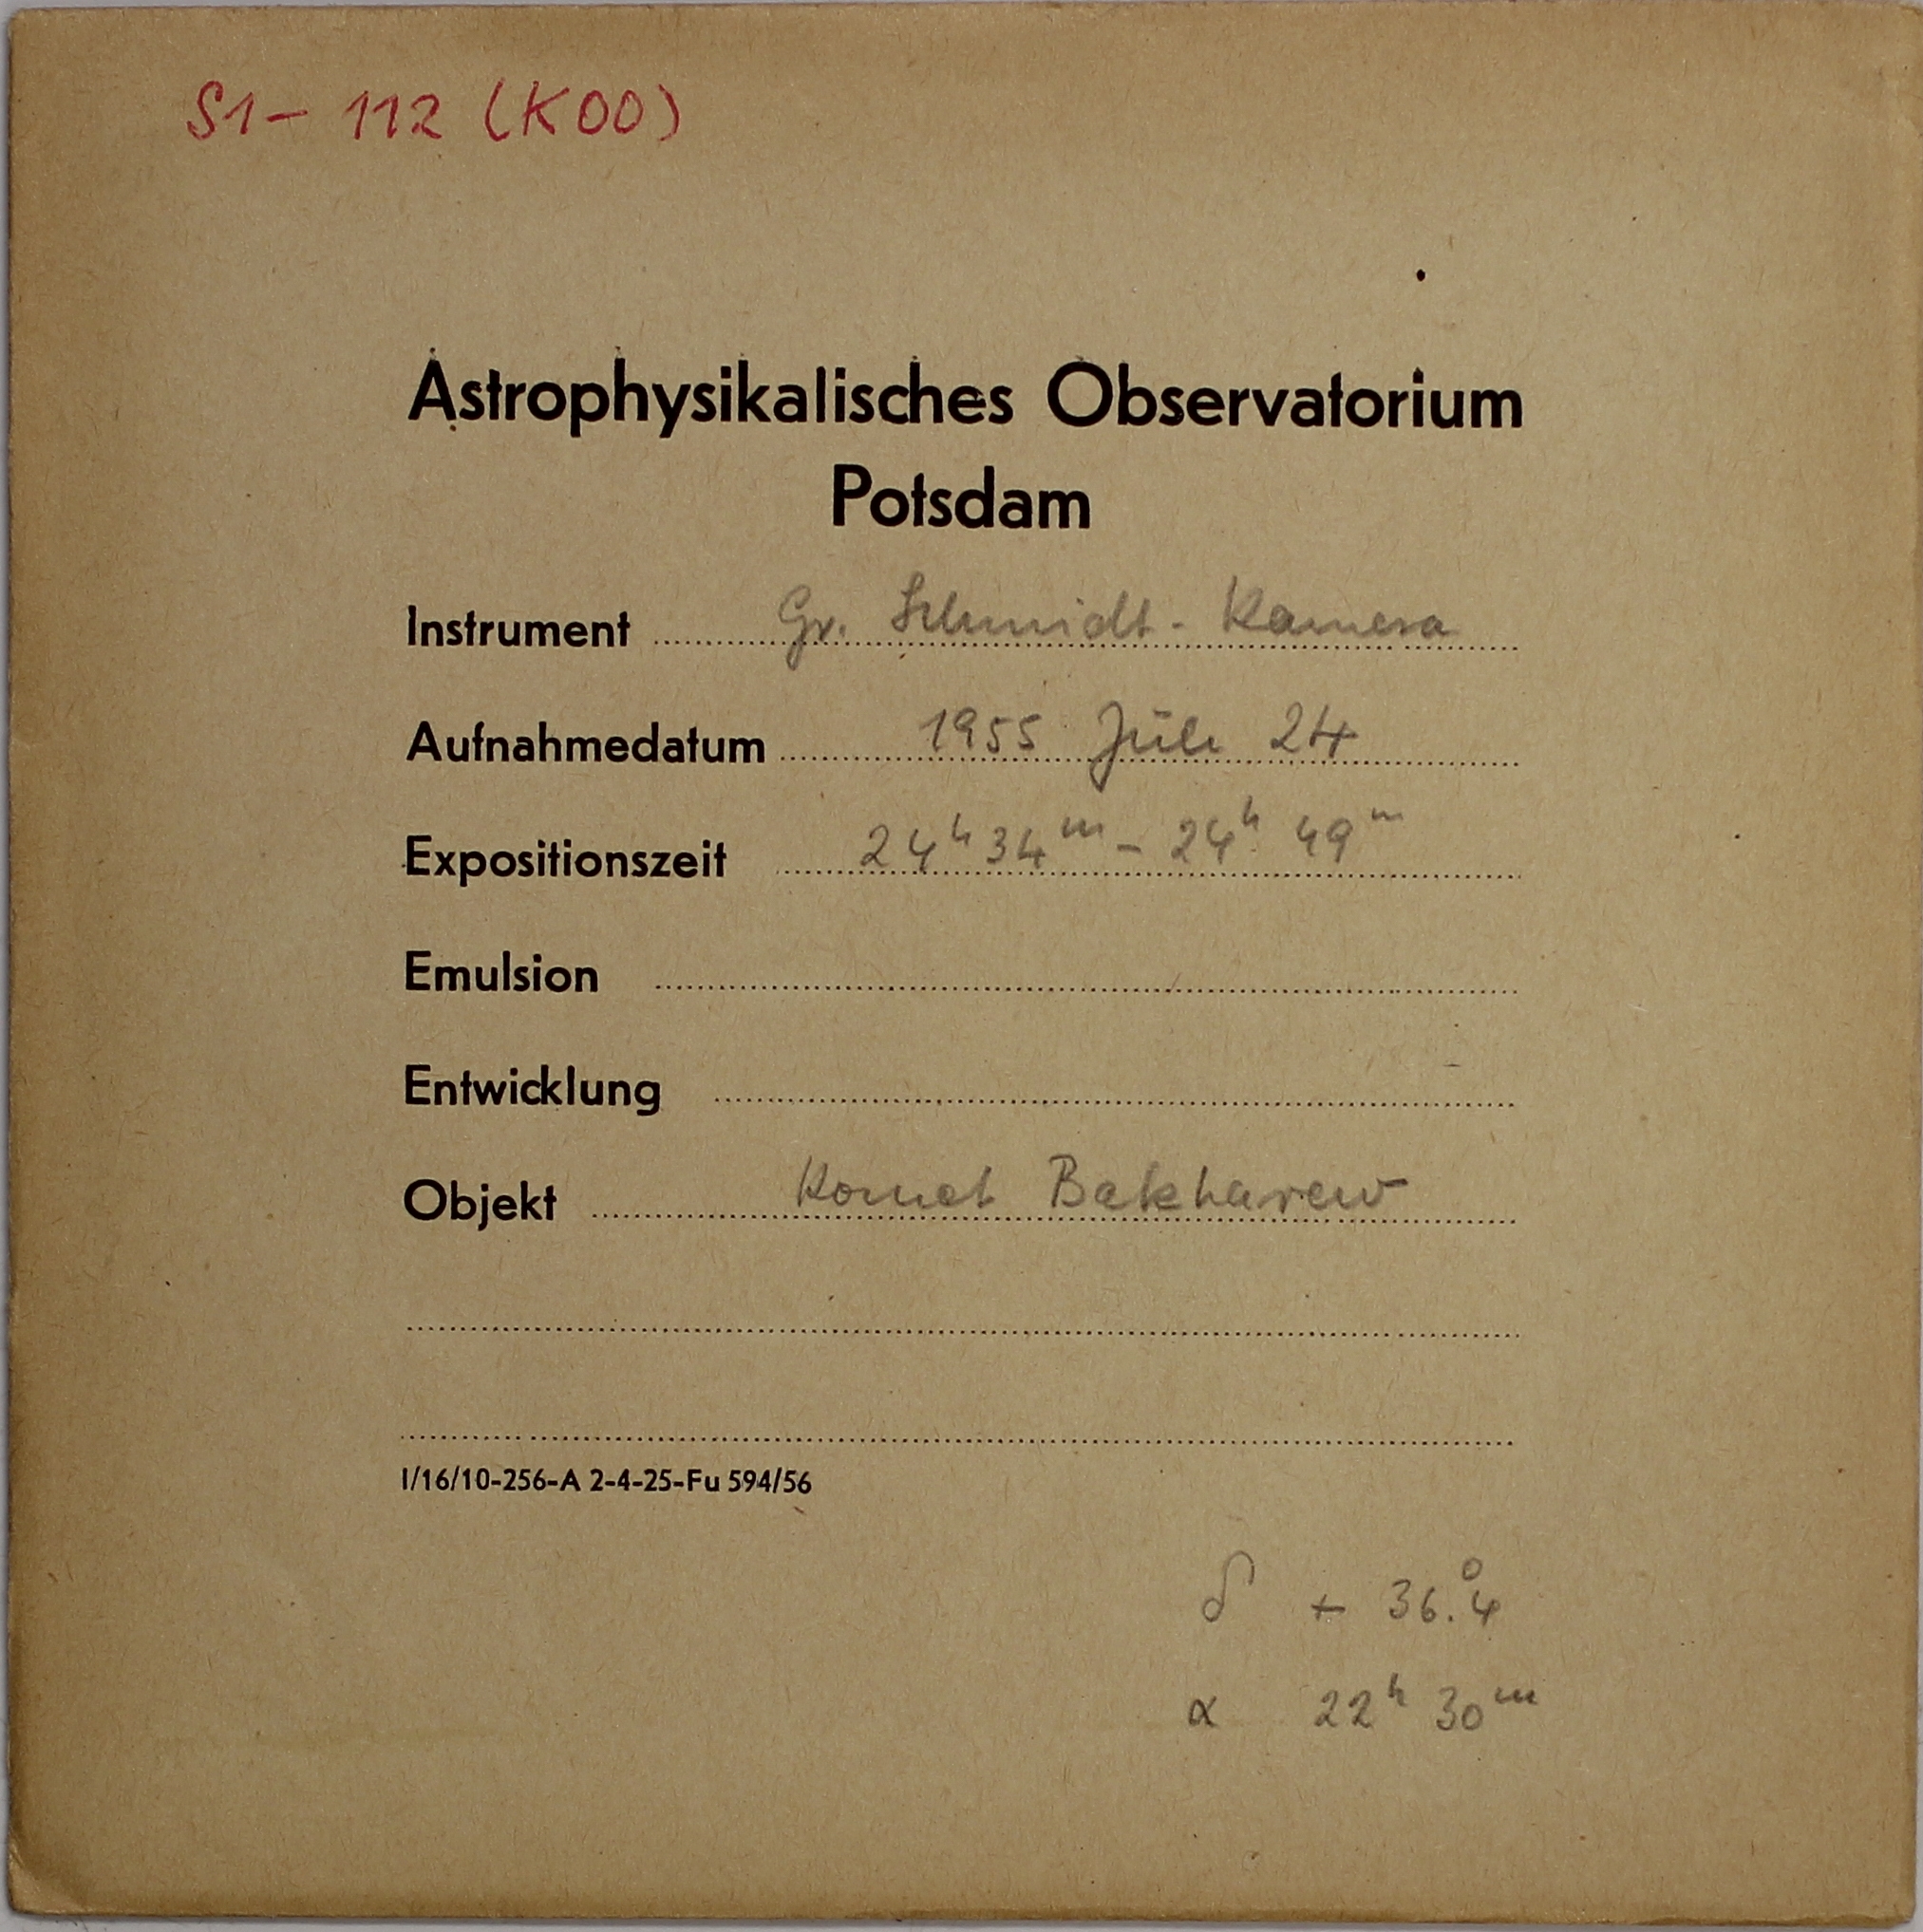 S1- 112 (K00)
Astrophysikalisches Observatorium
Potsdam
Instrument Gr. Schmidt-Kamera
Aufnahmedatum 1955 Juli 24
Expositionszeit 24h 34m - 24h 49m
Emulsion
Entwicklung
Objekt Komet Bakharew
I/16/10-256-A 2-4-25-Fu 594/56
δ + 36.°4
α 22h 30m